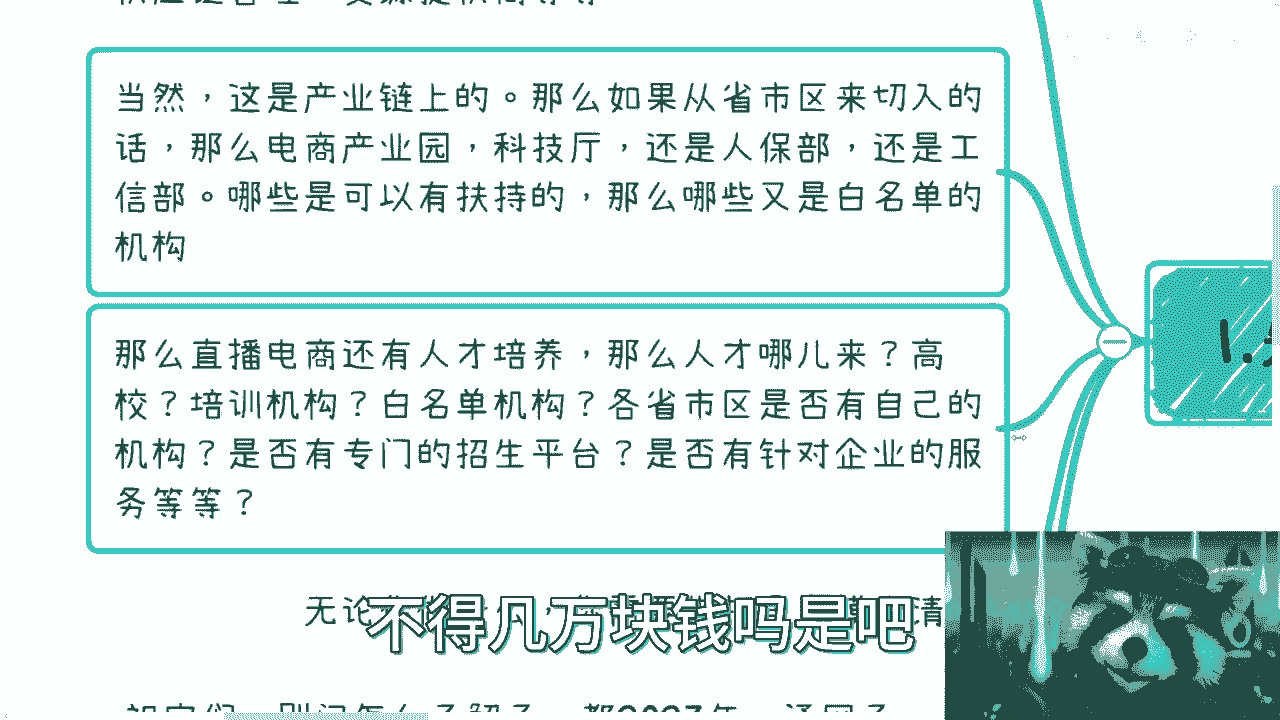 当然，这是产业链上的。那么如果从省市区来切入的
话，那么电商产业园，科技厅，还是人保部，还是工
信部。哪些是可以有扶持的，那么哪些又是白名单的
机构
1.
那么直播电商还有人才培养，那么人才哪儿来？高
校？培训机构？白名单机构？各省市区是否有自己的
机构？是否有专门的招生平台？是否有针对企业的服
务等等？
无论
清
不得几万块钱吗是吧